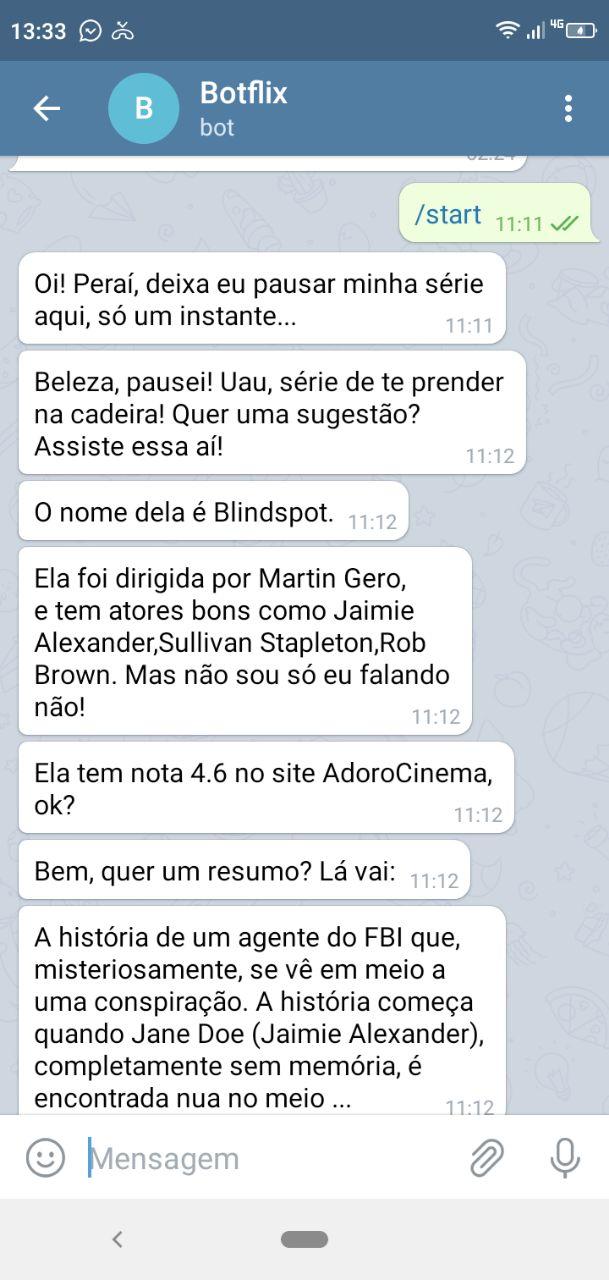 13:33
4G
B
Botflix
bot
/start 11:11
Oi! Peraí, deixa eu pausar minha série
aqui, só um instante...
11:11
Beleza, pausei! Uau, série de te prender
na cadeira! Quer uma sugestão?
Assiste essa aí!
11:12
O nome dela é Blindspot. 11:12
Ela foi dirigida por Martin Gero,
e tem atores bons como Jaimie
Alexander,Sullivan Stapleton,Rob
Brown. Mas não sou só eu falando
não!
11:12
Ela tem nota 4.6 no site AdoroCinema,
ok?
11:12
Bem, quer um resumo? Lá vai: 11:12
A história de um agente do FBI que,
misteriosamente, se vê em meio a
uma conspiração. A história começa
quando Jane Doe (Jaimie Alexander),
completamente sem memória, é
encontrada nua no meio ...
11:12
Mensagem